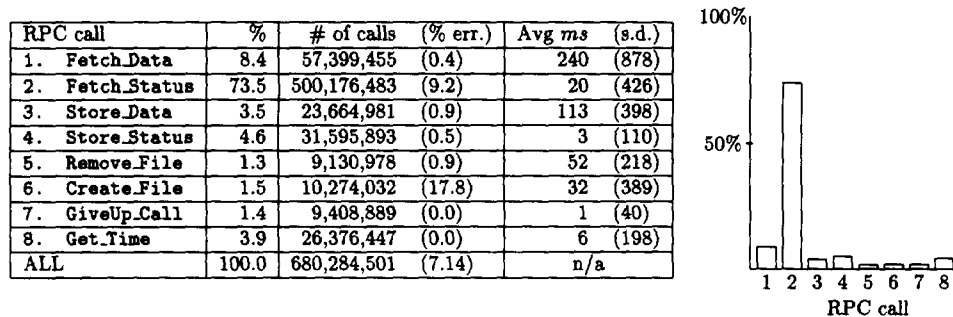 RPC call % # of calls (% err.) Avg ms (s.d.)
1. Fetch_Data 8.4 57,399,455 (0.4) 240 (878)
2. Fetch_Status 73.5 500,176,483 (9.2) 20 (426)
3. Store_Data 3.5 23,664,981 (0.9) 113 (398)
4. Store_Status 4.6 31,595,893 (0.5) 3 (110)
5. Remove_File 1.3 9,130,978 (0.9) 52 (218)
6. Create_File 1.5 10,274,032 (17.8) 32 (389)
7. GiveUp_Call 1.4 9,408,889 (0.0) 1 (40)
8. Get_Time 3.9 26,376,447 (0.0) 6 (198)
ALL 100.0 680,284,501 (7.14) n/a
100%
50%
1 2 3 4 5 6 7 8
RPC call